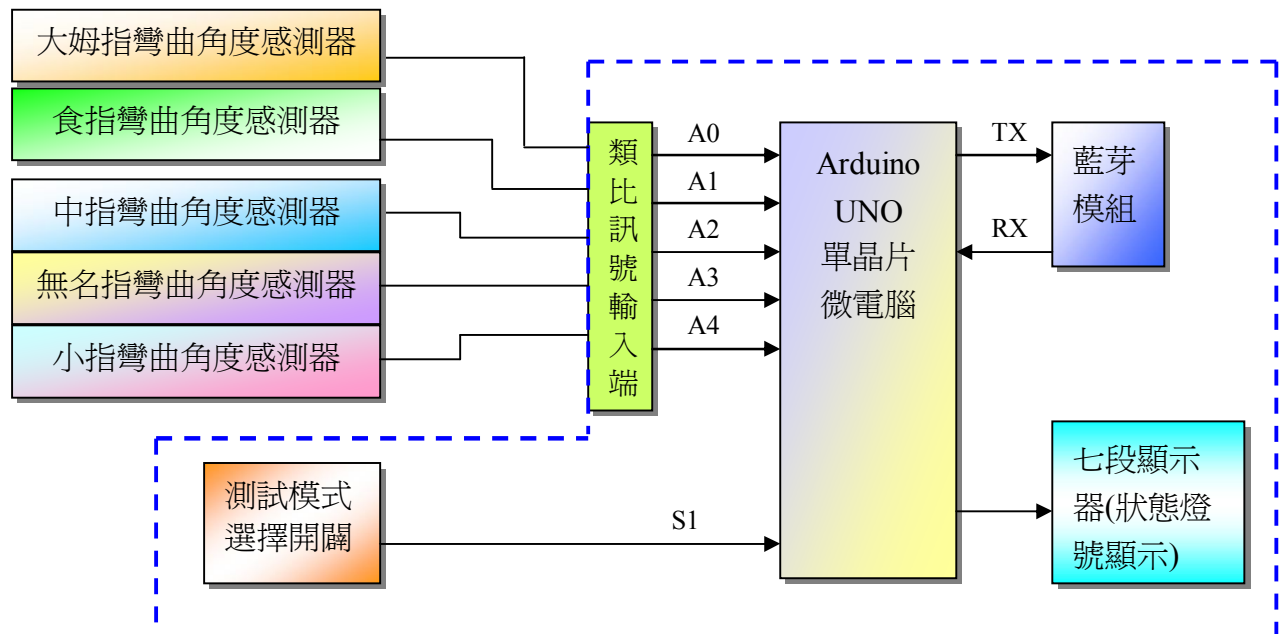 大姆指彎曲角度感測器
食指彎曲角度感測器
中指彎曲角度感測器
無名指彎曲角度感測器
小指彎曲角度感測器
類
比
訊
號
輸
入
端
A0
A1
A2
A3
A4
Arduino
UNO
單晶片
微電腦
TX
RX
藍芽
模組
測試模式
選擇開闢
S1
七段顯示
器(狀態燈
號顯示)